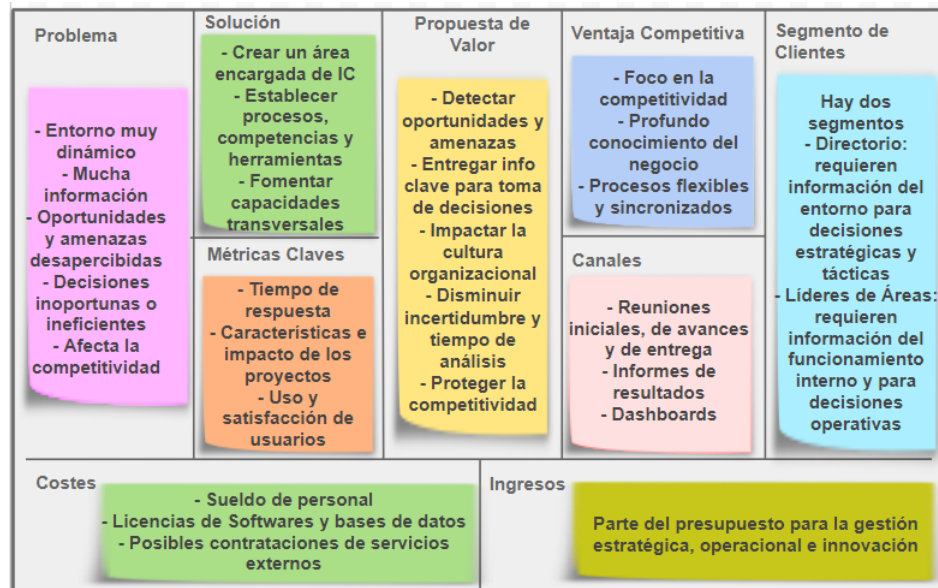 Problema
- Entorno muy
dinámico
- Mucha
información
- Oportunidades
y amenazas
desapercibidas
- Decisiones
inoportunas o
ineficientes
- Afecta la
competitividad
Solución
- Crear un área
encargada de IC
- Establecer
procesos,
competencias y
herramientas
- Fomentar
capacidades
transversales
Métricas Claves
- Tiempo de
respuesta
- Características e
impacto de los
proyectos
- Uso y
satisfacción de
usuarios
Propuesta de
Valor
- Detectar
oportunidades y
amenazas
- Entregar info
clave para toma
de decisiones
- Impactar la
cultura
organizacional
- Disminuir
incertidumbre y
tiempo de
análisis
- Proteger la
competitividad
Ventaja Competitiva
- Foco en la
competitividad
- Profundo
conocimiento del
negocio
- Procesos flexibles
y sincronizados
Canales
- Reuniones
iniciales, de avances
y de entrega
- Informes de
resultados
- Dashboards
Segmento de
Clientes
Hay dos
segmentos
- Directorio:
requieren
información del
entorno para
decisiones
estratégicas y
tácticas
- Líderes de Áreas:
requieren
información del
funcionamiento
interno y para
decisiones
operativas
Costes
- Sueldo de personal
- Licencias de Softwares y bases de datos
- Posibles contrataciones de servicios
externos
Ingresos
Parte del presupuesto para la gestión
estratégica, operacional e innovación